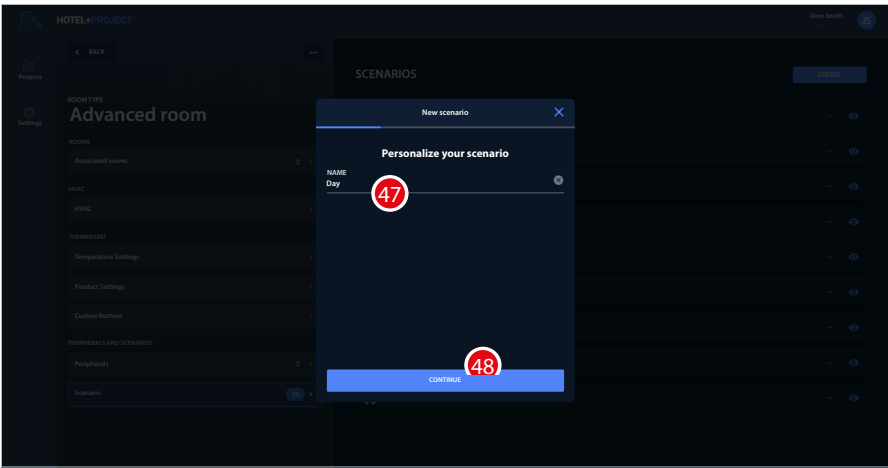 HOTEL+PROJECT
Jhon Smith
JS
BACK
Projects
SCENARIOS
CREATE
ROOM TYPE
Advanced room
Settings
New scenario
ROOMS
Associated rooms 2
Personalize your scenario
NAME
Day
47
HVAC
HVAC
THERMOSTAT
Temperature Settings
Product Settings
Custom Buttons
PERIPHERALS AND SCENARIOS
Peripherals 2
48
CONTINUE
Scenario 10